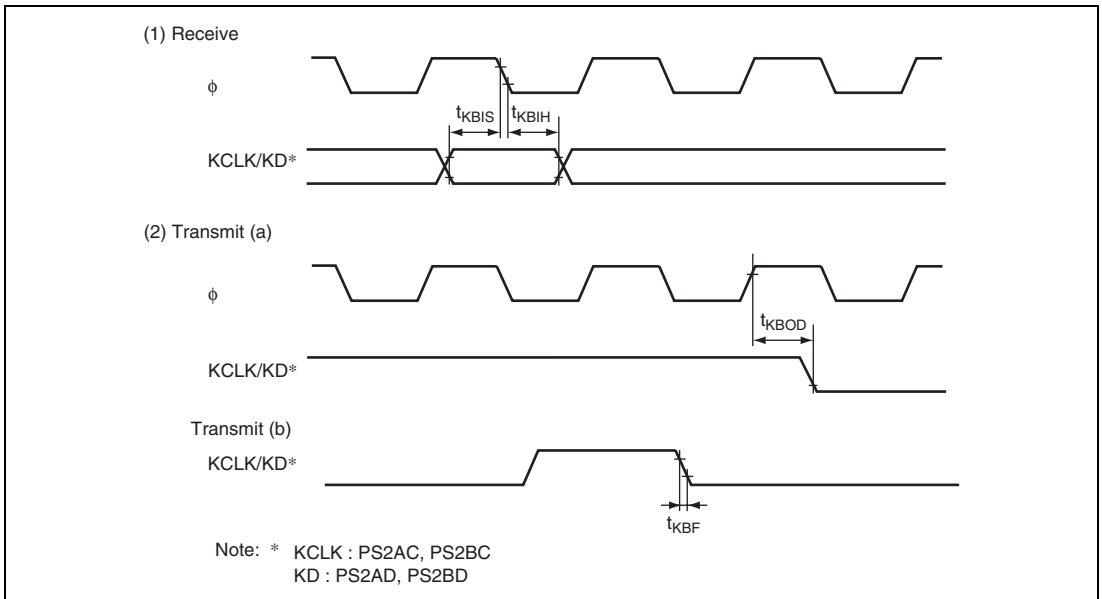 (1) Receive
ϕ
tKBIS tKBIH
KCLK/KD*
(2) Transmit (a)
ϕ
tKBOD
KCLK/KD*
Transmit (b)
KCLK/KD*
tKBF
Note: * KCLK : PS2AC, PS2BC
KD : PS2AD, PS2BD